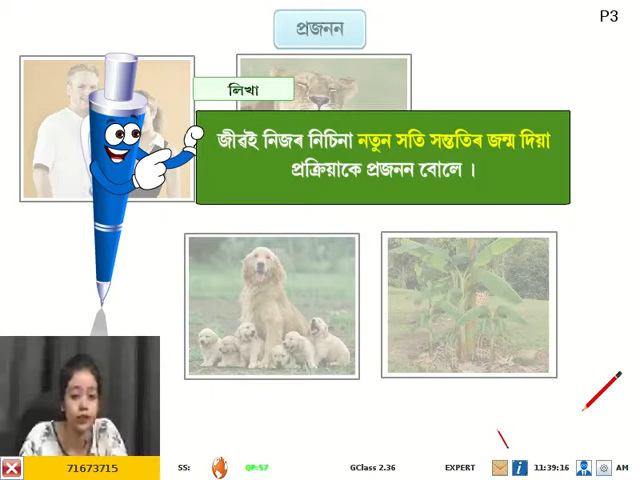 প্ৰজনন
P3
লিখা
জীৱই নিজৰ নিচিনা নতুন সতি সন্ততিৰ জন্ম দিয়া
প্ৰক্ৰিয়াকে প্ৰজনন বোলে ।
71673715
SS:
QP:57
GClass 2.36
EXPERT
11:39:16
AM